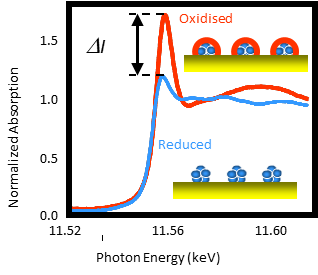 Oxidised
1.5
ΔI
1.0
Normalized Absorption
Reduced
0.5
0.0
11.52 11.56 11.60
Photon Energy (keV)